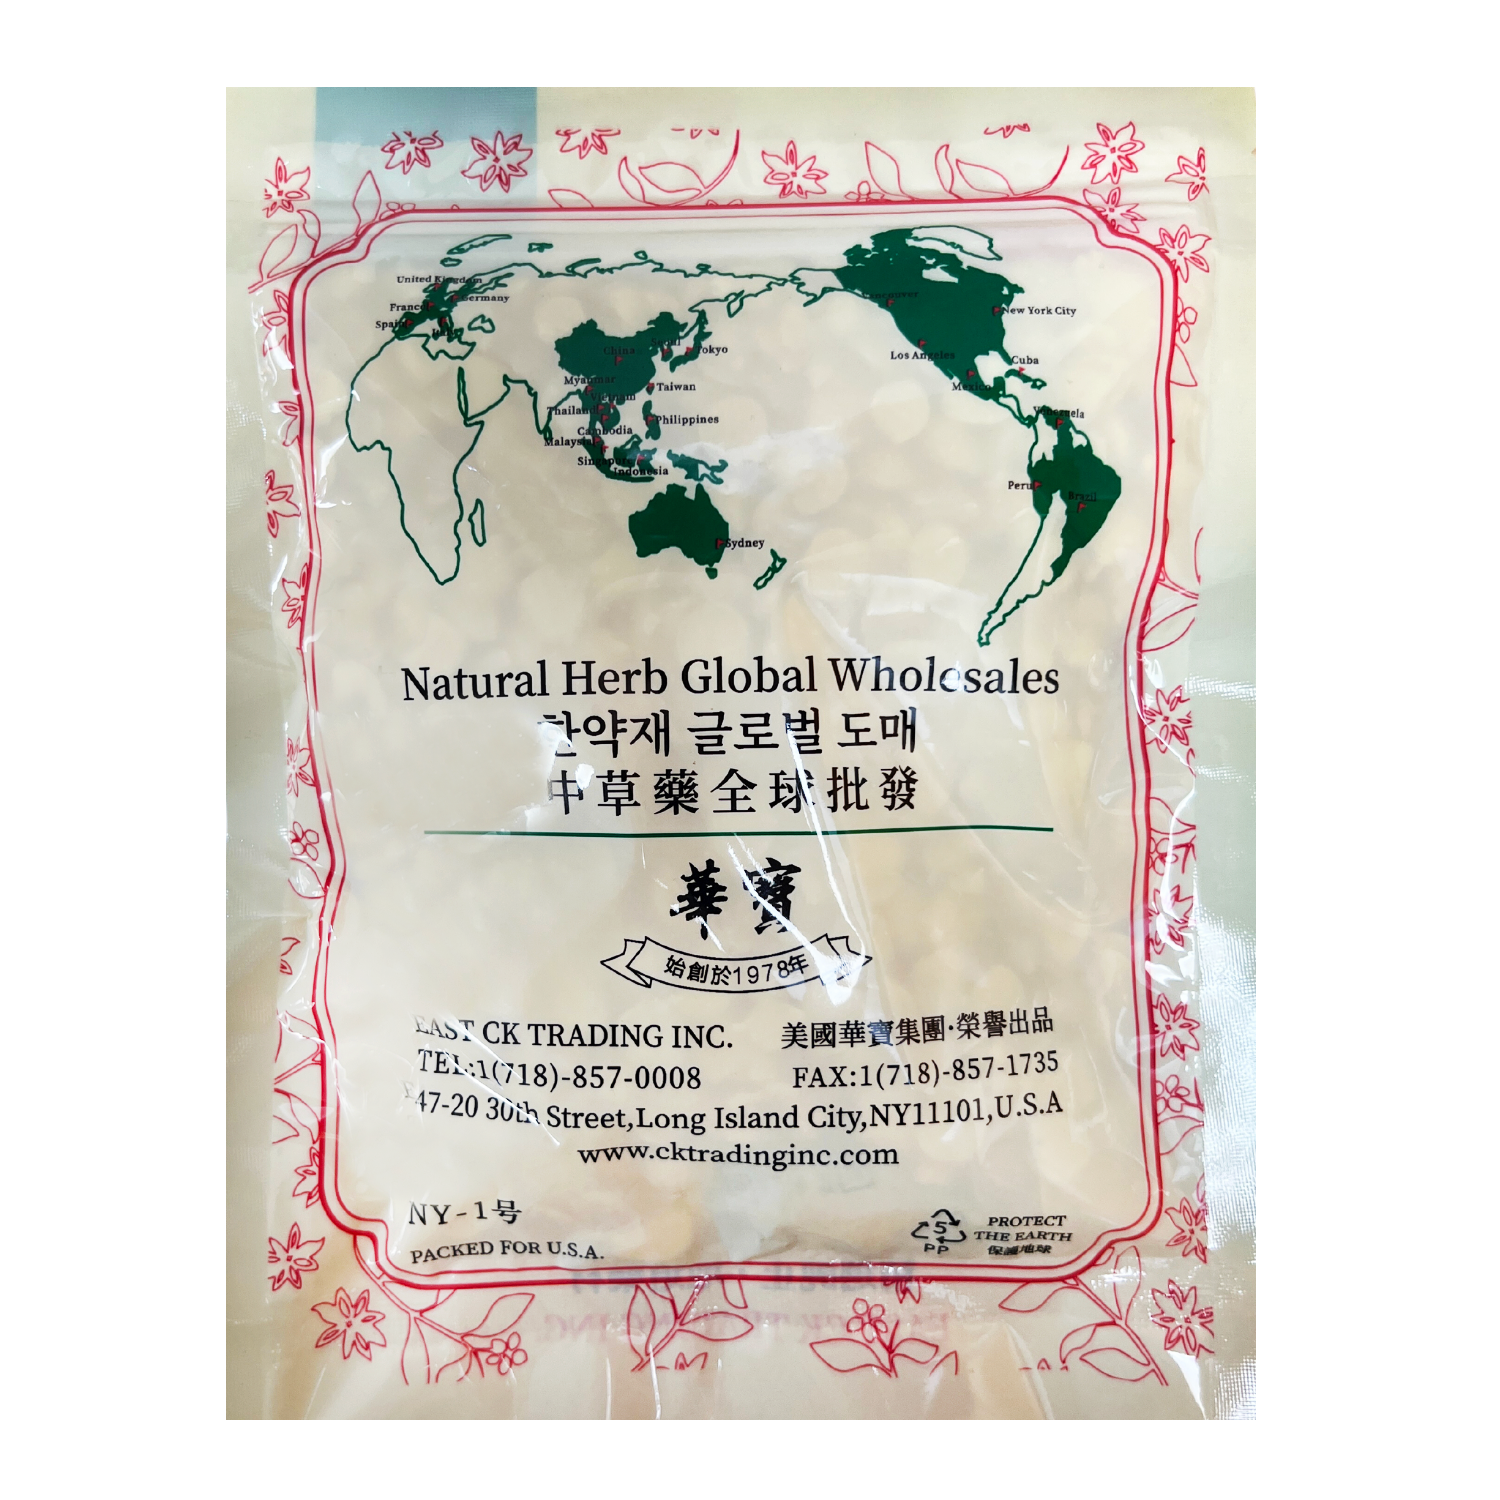 United Kingdom
Germany
France
Spain
Italy
China
Seoul
Tokyo
Myanmar
Taiwan
Vietnam
Thailand
Philippines
Cambodia
Malaysia
Singapore
Indonesia
Sydney
Vancouver
New York City
Los Angeles
Cuba
Mexico
Venezuela
Peru
Brazil
Natural Herb Global Wholesales
한약재 글로벌 도매
中草藥全球批發
華寶
始創於1978年
EAST CK TRADING INC. 美國華寶集團·榮譽出品
TEL:1(718)-857-0008 FAX:1(718)-857-1735
47-20 30th Street,Long Island City,NY11101,U.S.A
www.cktradinginc.com
NY-1号
PACKED FOR U.S.A.
5
PP
PROTECT
THE EARTH
保護地球